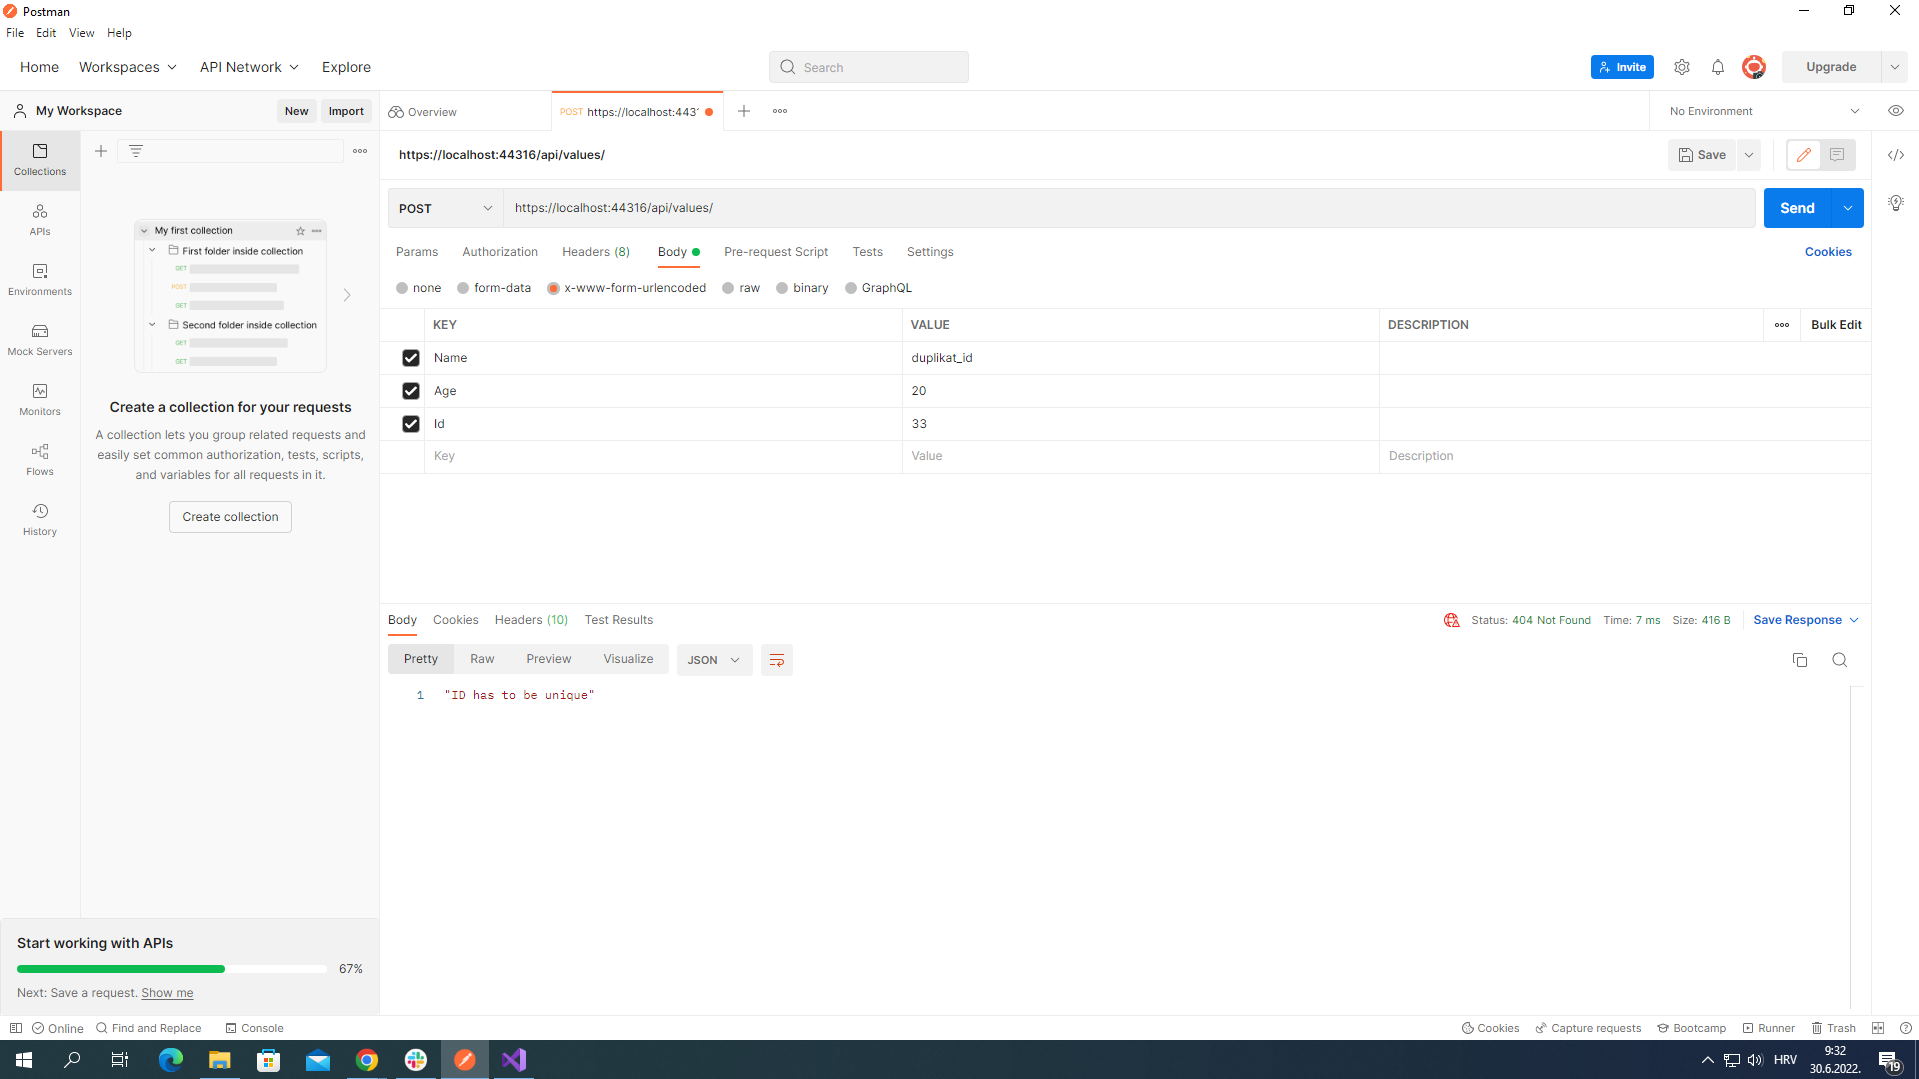 Postman
File Edit View Help
Home Workspaces API Network Explore
Search
Invite
Upgrade
My Workspace
New Import
Overview
POST https://localhost:443
No Environment
Collections
APIs
Environments
Mock Servers
Monitors
Flows
History
My first collection
First folder inside collection
GET
POST
GET
Second folder inside collection
GET
GET
Create a collection for your requests
A collection lets you group related requests and
easily set common authorization, tests, scripts,
and variables for all requests in it.
Create collection
Start working with APIs
67%
Next: Save a request. Show me
https://localhost:44316/api/values/
Save
POST https://localhost:44316/api/values/
Send
Params Authorization Headers (8) Body Pre-request Script Tests Settings
Cookies
none form-data x-www-form-urlencoded raw binary GraphQL
KEY VALUE DESCRIPTION Bulk Edit
Name duplikat_id
Age 20
Id 33
Key Value Description
Body Cookies Headers (10) Test Results
Status: 404 Not Found Time: 7 ms Size: 416 B Save Response
Pretty Raw Preview Visualize JSON
1 "ID has to be unique"
Online Find and Replace Console
Cookies Capture requests Bootcamp Runner Trash
HRV
9:32
30.6.2022.
19